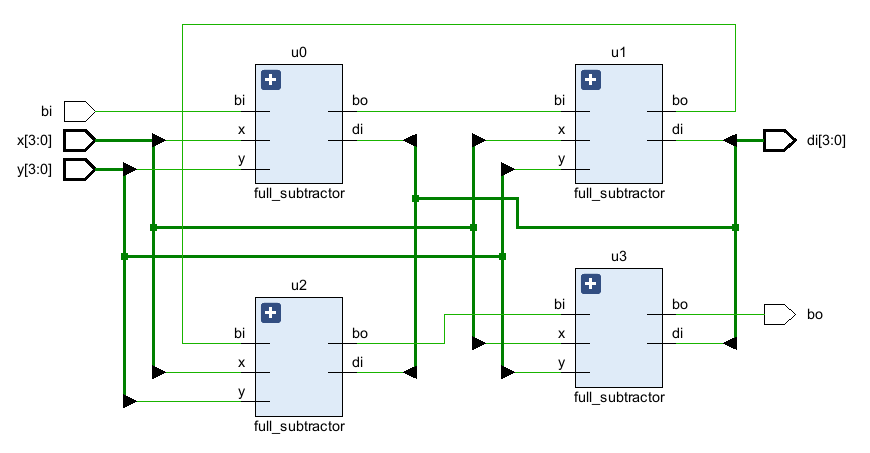 u0
bi
x
y
bo
di
full_subtractor
u1
bi
x
y
bo
di
full_subtractor
bi
x[3:0]
y[3:0]
di[3:0]
u2
bi
x
y
bo
di
full_subtractor
u3
bi
x
y
bo
di
full_subtractor
bo